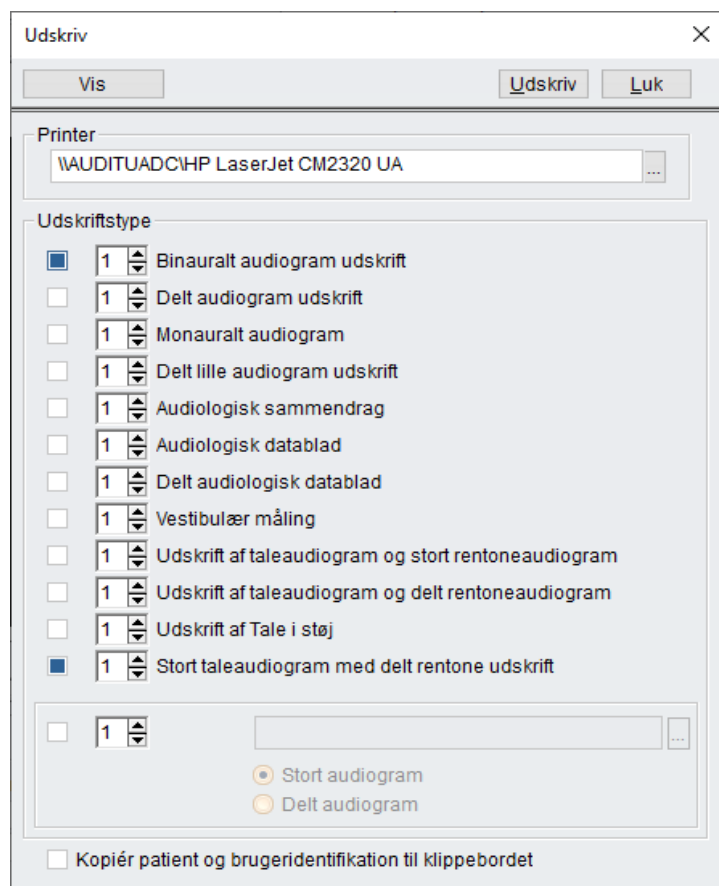 Udskriv
Vis Udskriv Luk
Printer
\\AUDITUADC\HP LaserJet CM2320 UA ...
Udskriftstype
1 Binauralt audiogram udskrift
1 Delt audiogram udskrift
1 Monauralt audiogram
1 Delt lille audiogram udskrift
1 Audiologisk sammendrag
1 Audiologisk datablad
1 Delt audiologisk datablad
1 Vestibulær måling
1 Udskrift af taleaudiogram og stort rentoneaudiogram
1 Udskrift af taleaudiogram og delt rentoneaudiogram
1 Udskrift af Tale i støj
1 Stort taleaudiogram med delt rentone udskrift
1 ...
Stort audiogram
Delt audiogram
Kopiér patient og brugeridentifikation til klippebordet